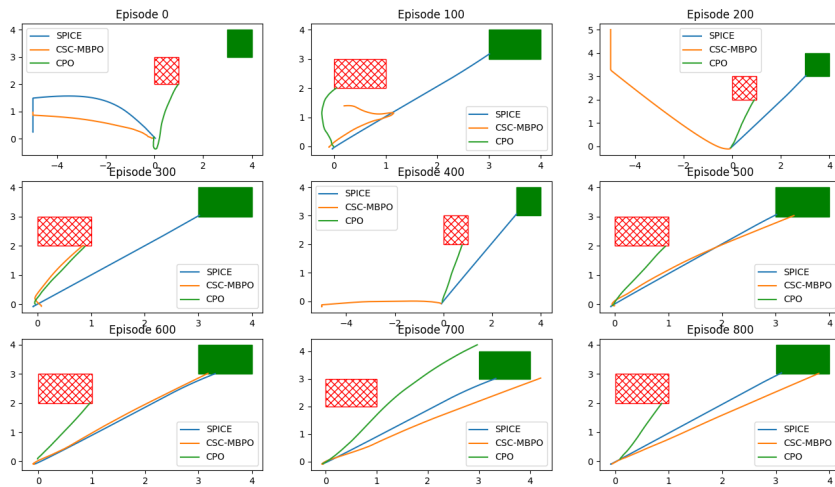 Episode 0
SPICE
CSC-MBPO
CPO
4
3
2
1
0
−4
−2
0
2
4
Episode 100
SPICE
CSC-MBPO
CPO
4
3
2
1
0
0
1
2
3
4
Episode 200
SPICE
CSC-MBPO
CPO
5
4
3
2
1
0
−4
−2
0
2
4
Episode 300
SPICE
CSC-MBPO
CPO
4
3
2
1
0
0
1
2
3
4
Episode 400
SPICE
CSC-MBPO
CPO
4
3
2
1
0
−4
−2
0
2
4
Episode 500
SPICE
CSC-MBPO
CPO
4
3
2
1
0
0
1
2
3
4
Episode 600
SPICE
CSC-MBPO
CPO
4
3
2
1
0
0
1
2
3
4
Episode 700
SPICE
CSC-MBPO
CPO
4
3
2
1
0
0
1
2
3
4
Episode 800
SPICE
CSC-MBPO
CPO
4
3
2
1
0
0
1
2
3
4